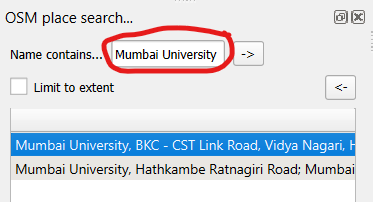 OSM place search...
Name contains... Mumbai University ->
Limit to extent <-
Mumbai University, BKC - CST Link Road, Vidya Nagari, H
Mumbai University, Hathkambe Ratnagiri Road; Mumbai